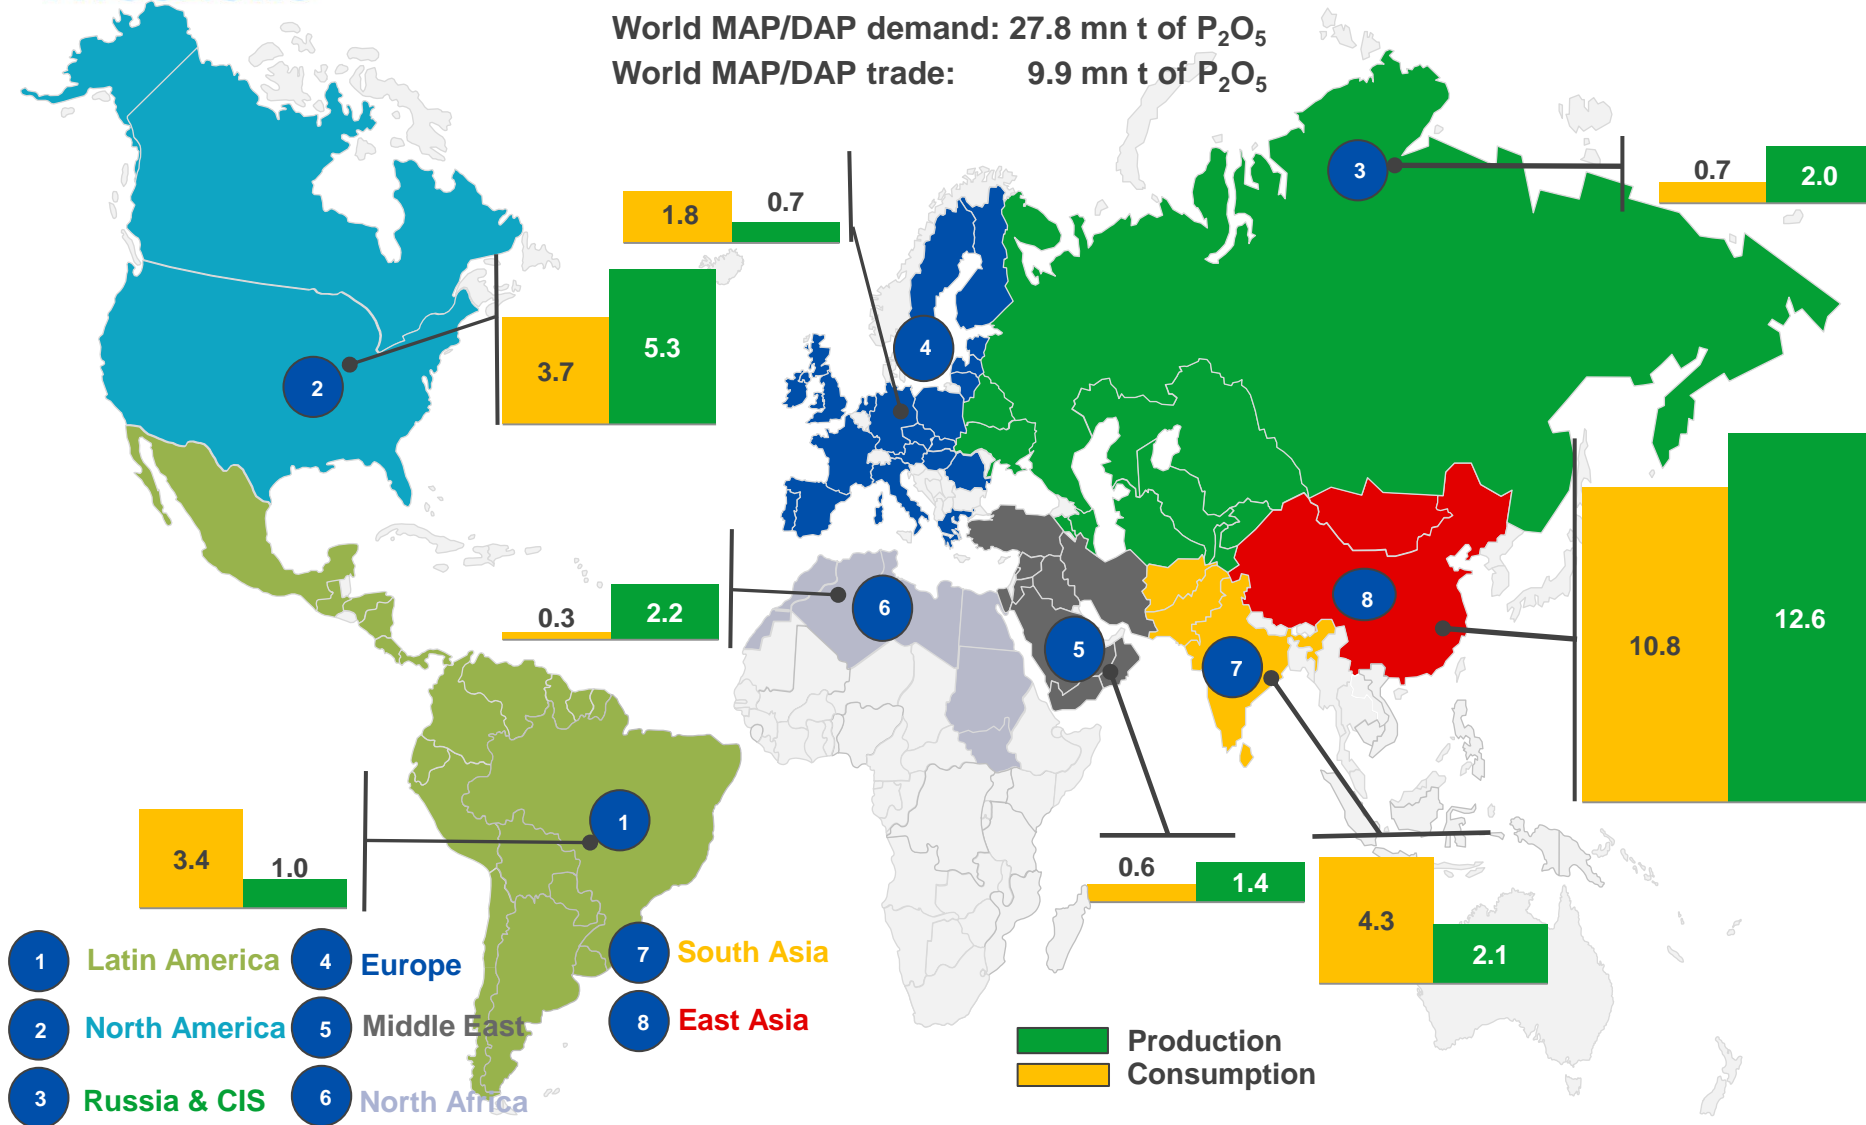 World MAP/DAP demand: 27.8 mn t of P₂O₅
World MAP/DAP trade: 9.9 mn t of P₂O₅
3
0.7
2.0
1.8
0.7
4
2
3.7
5.3
0.3
2.2
6
5
7
8
10.8
12.6
1
3.4
1.0
0.6
1.4
4.3
2.1
1 Latin America
4 Europe
7 South Asia
2 North America
5 Middle East
8 East Asia
3 Russia & CIS
6 North Africa
Production
Consumption